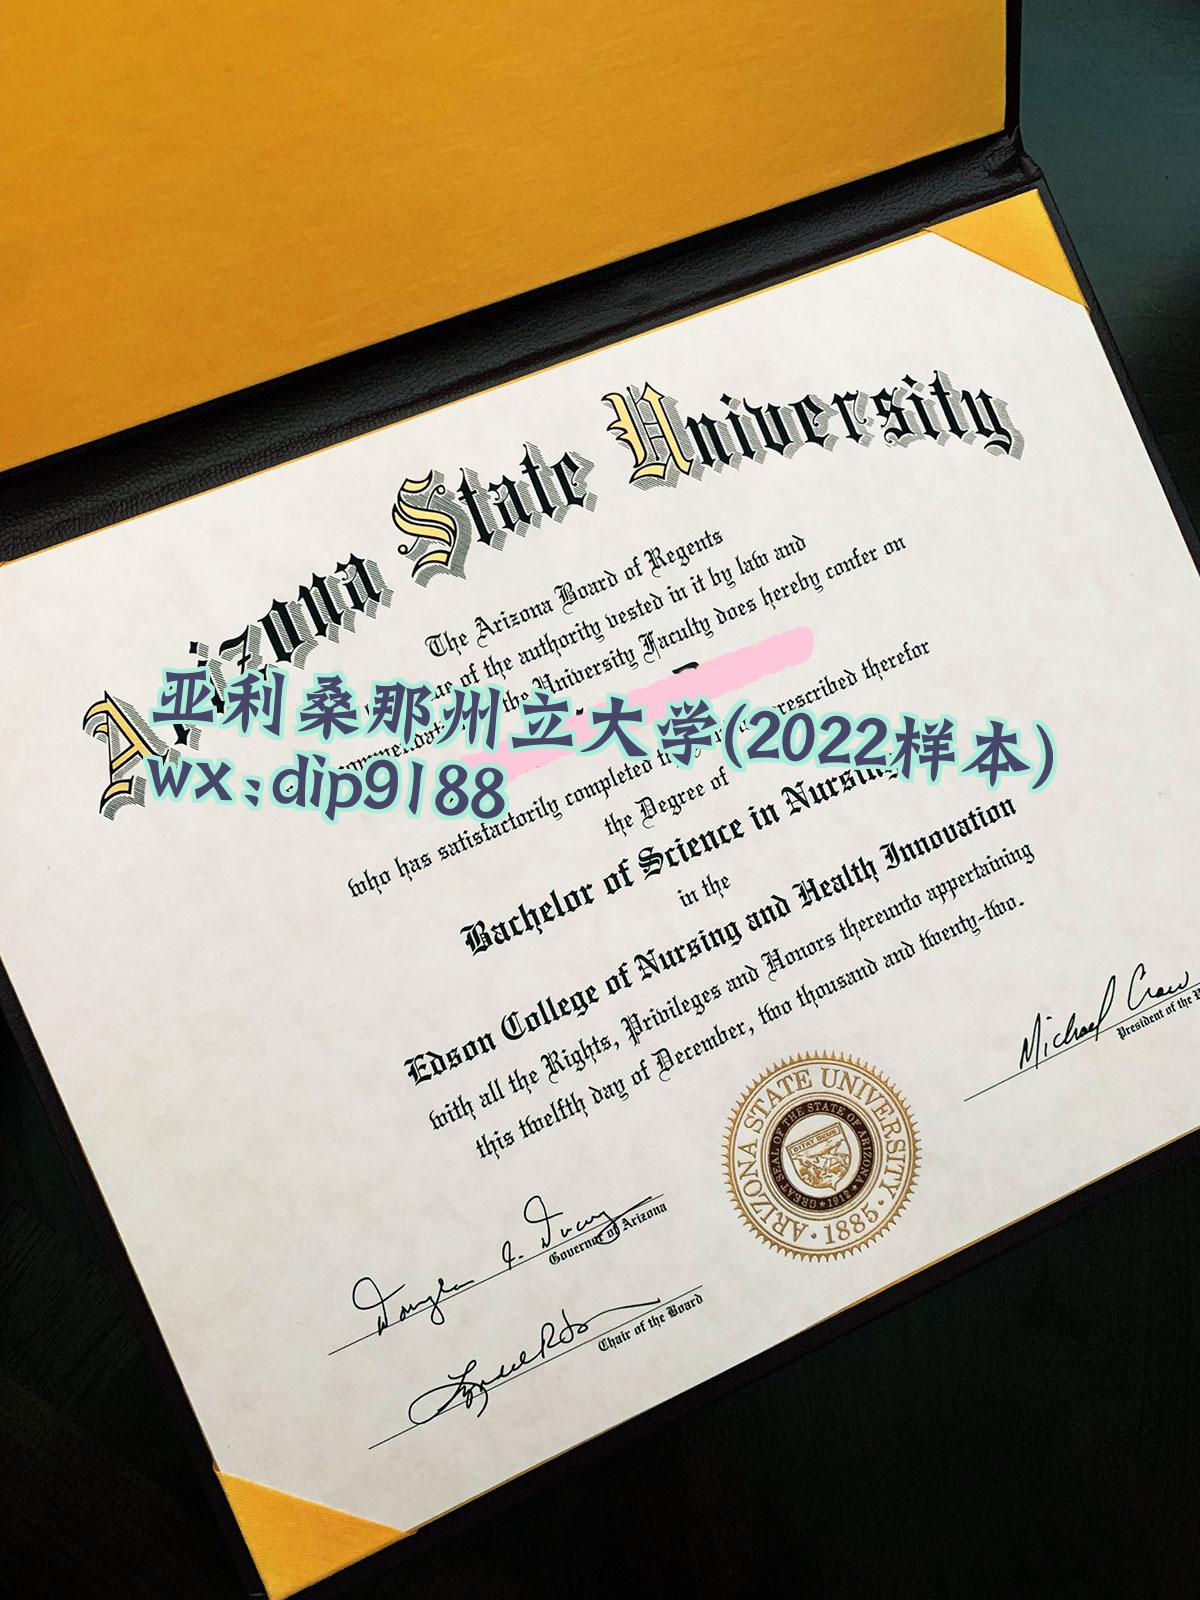 Arizona State University
The Arizona Board of Regents
of the authority vested in it by law and
the University Faculty does hereby confer on
亚利桑那州立大学(2022样本)
wx:dip9188
who has satisfactorily completed prescribed therefor
the Degree of
Bachelor of Science in Nursing
in the
Edson College of Nursing and Health Innovation
with all the Rights, Privileges and Honors thereunto appertaining
this twelfth day of December, two thousand and twenty-two.
Michael Crow
President of the
ARIZONA STATE UNIVERSITY
GREAT SEAL OF THE STATE OF ARIZONA
DITAT DEUS
1912
1885
Governor of Arizona
Chair of the Board